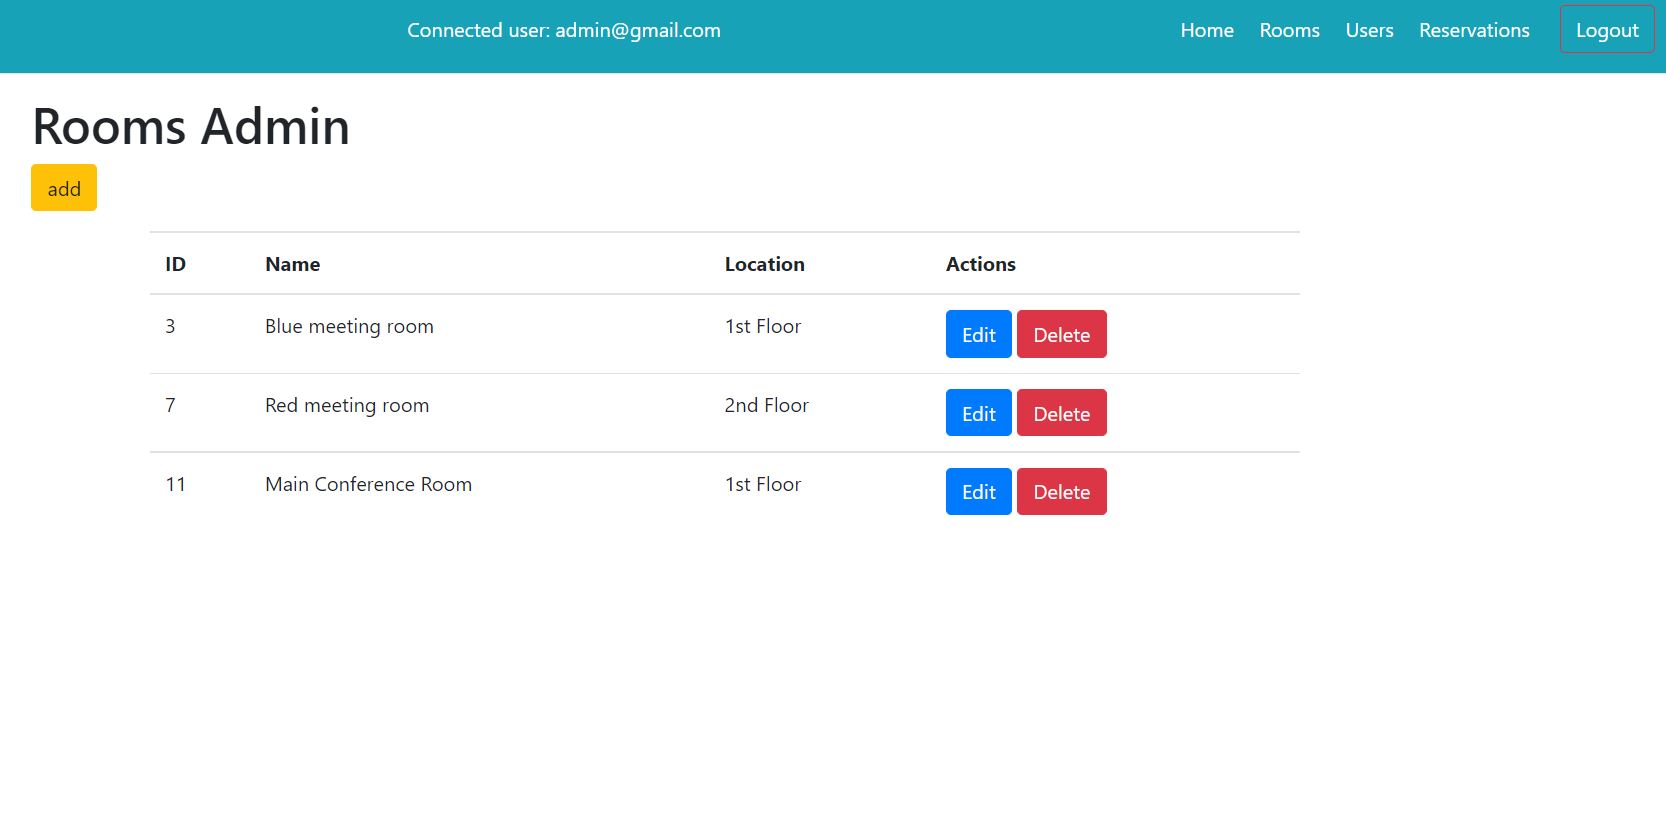 Connected user: admin@gmail.com Home Rooms Users Reservations Logout
Rooms Admin
add
ID Name Location Actions
3 Blue meeting room 1st Floor Edit Delete
7 Red meeting room 2nd Floor Edit Delete
11 Main Conference Room 1st Floor Edit Delete